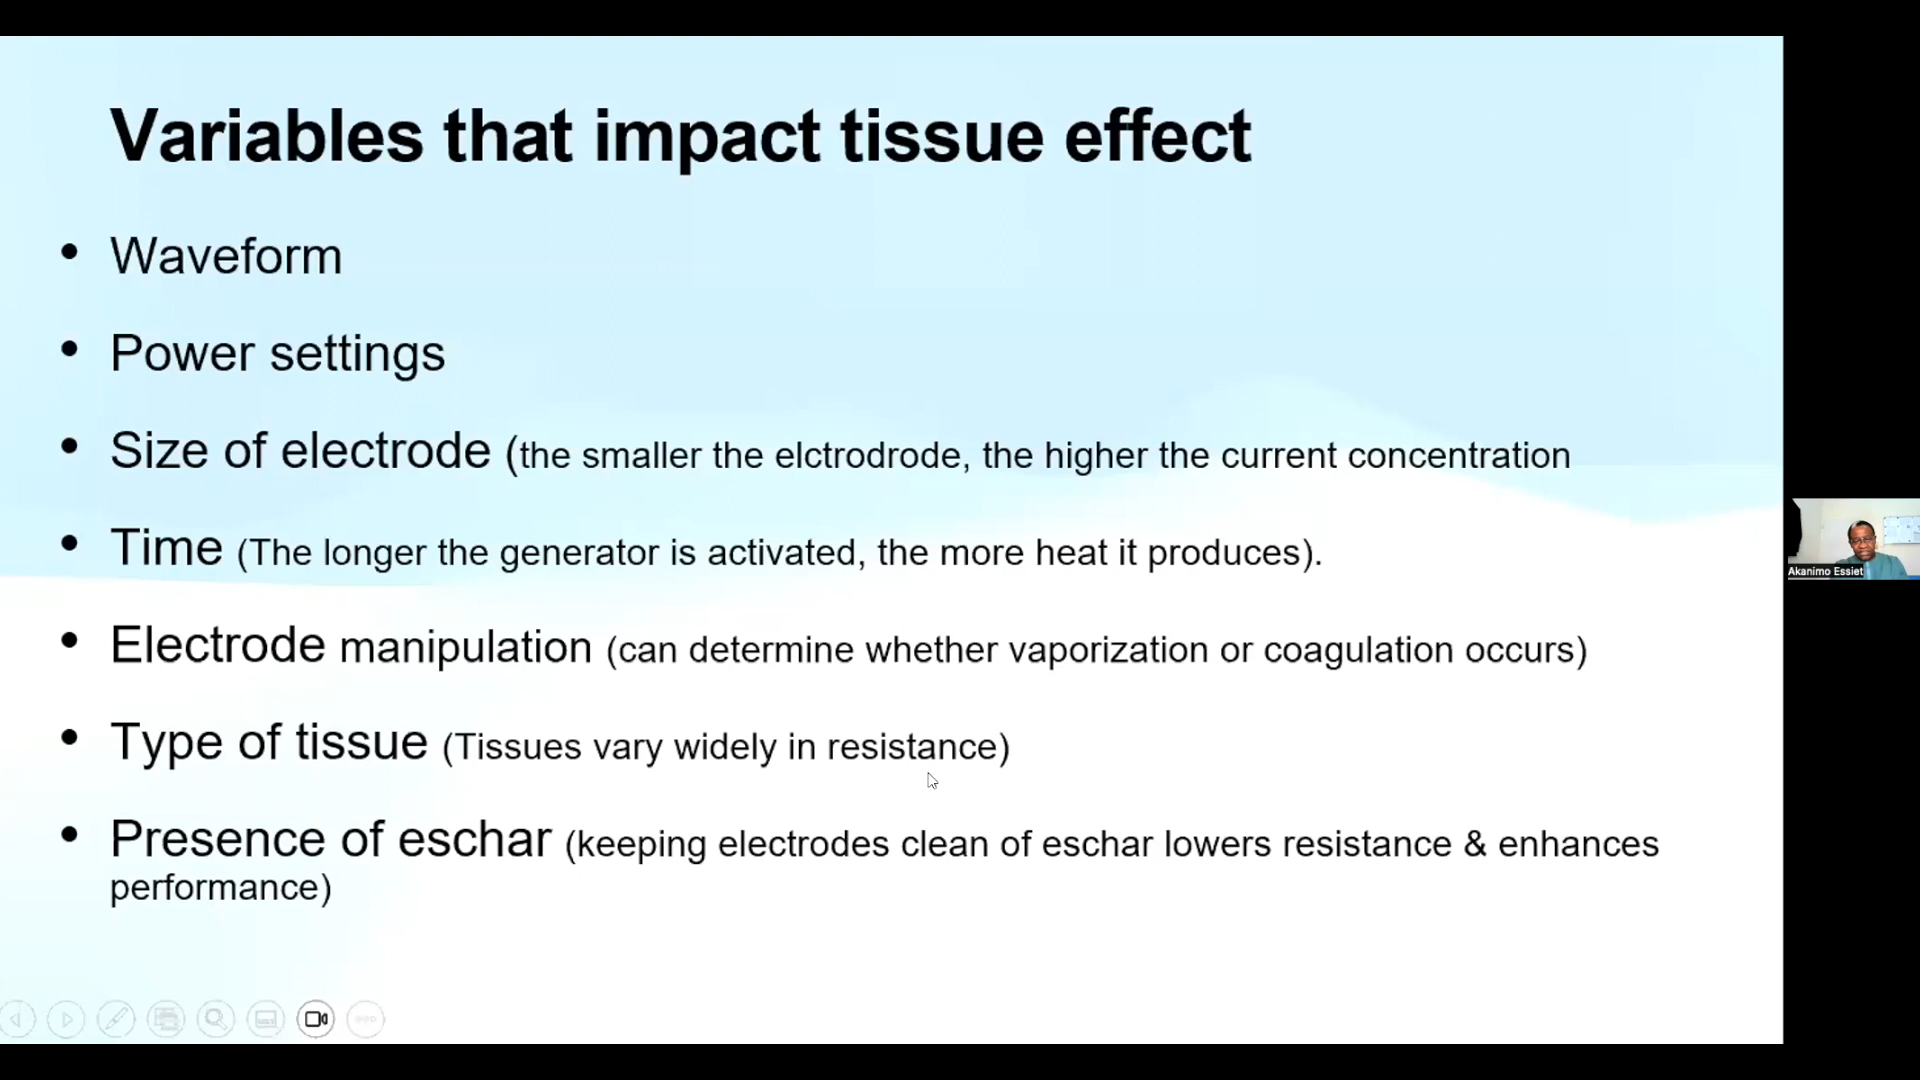 Variables that impact tissue effect
• Waveform
• Power settings
• Size of electrode (the smaller the elctrodrode, the higher the current concentration
• Time (The longer the generator is activated, the more heat it produces).
• Electrode manipulation (can determine whether vaporization or coagulation occurs)
• Type of tissue (Tissues vary widely in resistance)
• Presence of eschar (keeping electrodes clean of eschar lowers resistance & enhances
performance)
Akanimo Essiet